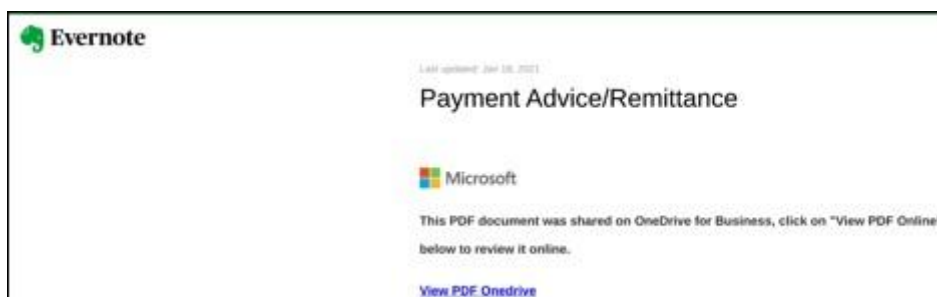 Evernote
Last updated: Jan 18, 2021
Payment Advice/Remittance
Microsoft
This PDF document was shared on OneDrive for Business, click on "View PDF Online
below to review it online.
View PDF Onedrive